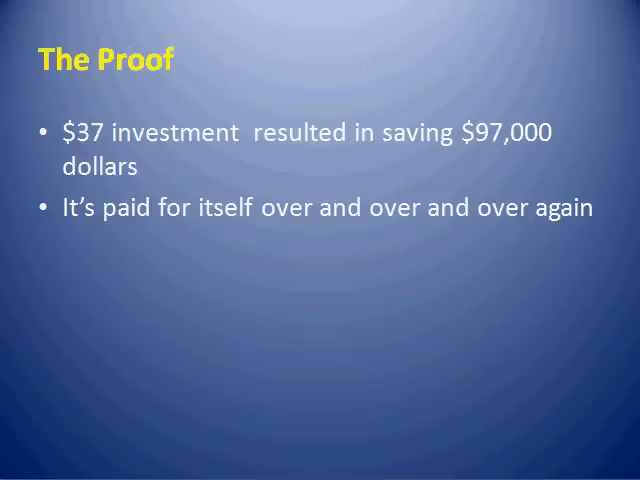 The Proof
• $37 investment  resulted in saving $97,000
dollars
• It’s paid for itself over and over and over again